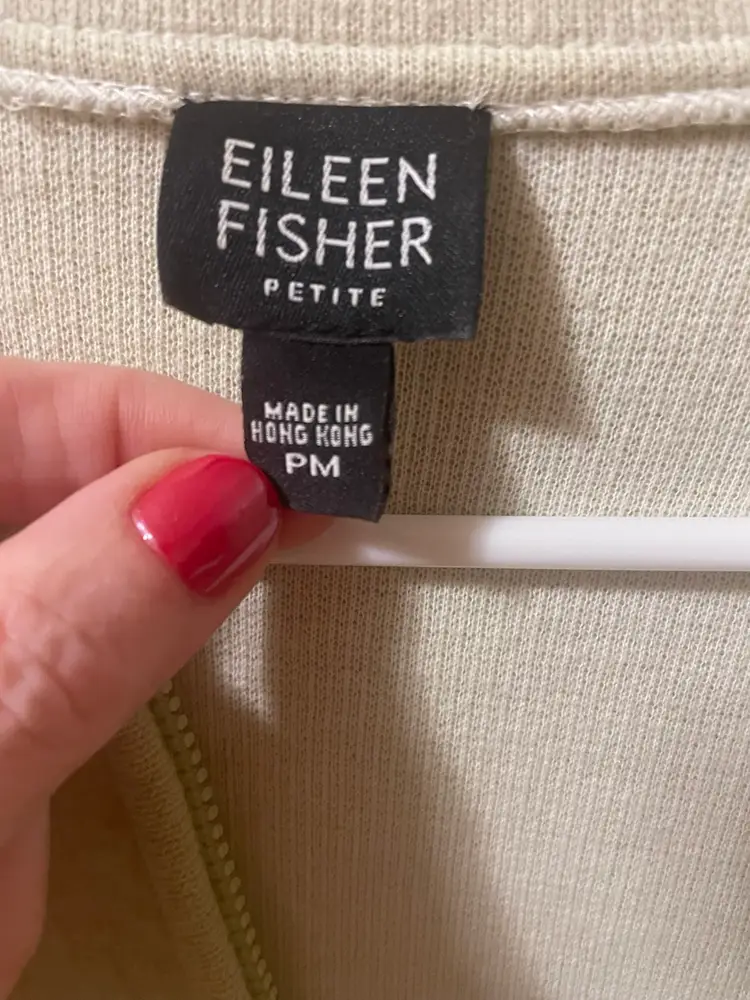 EILEEN
FISHER
PETITE
MADE IN
HONG KONG
PM